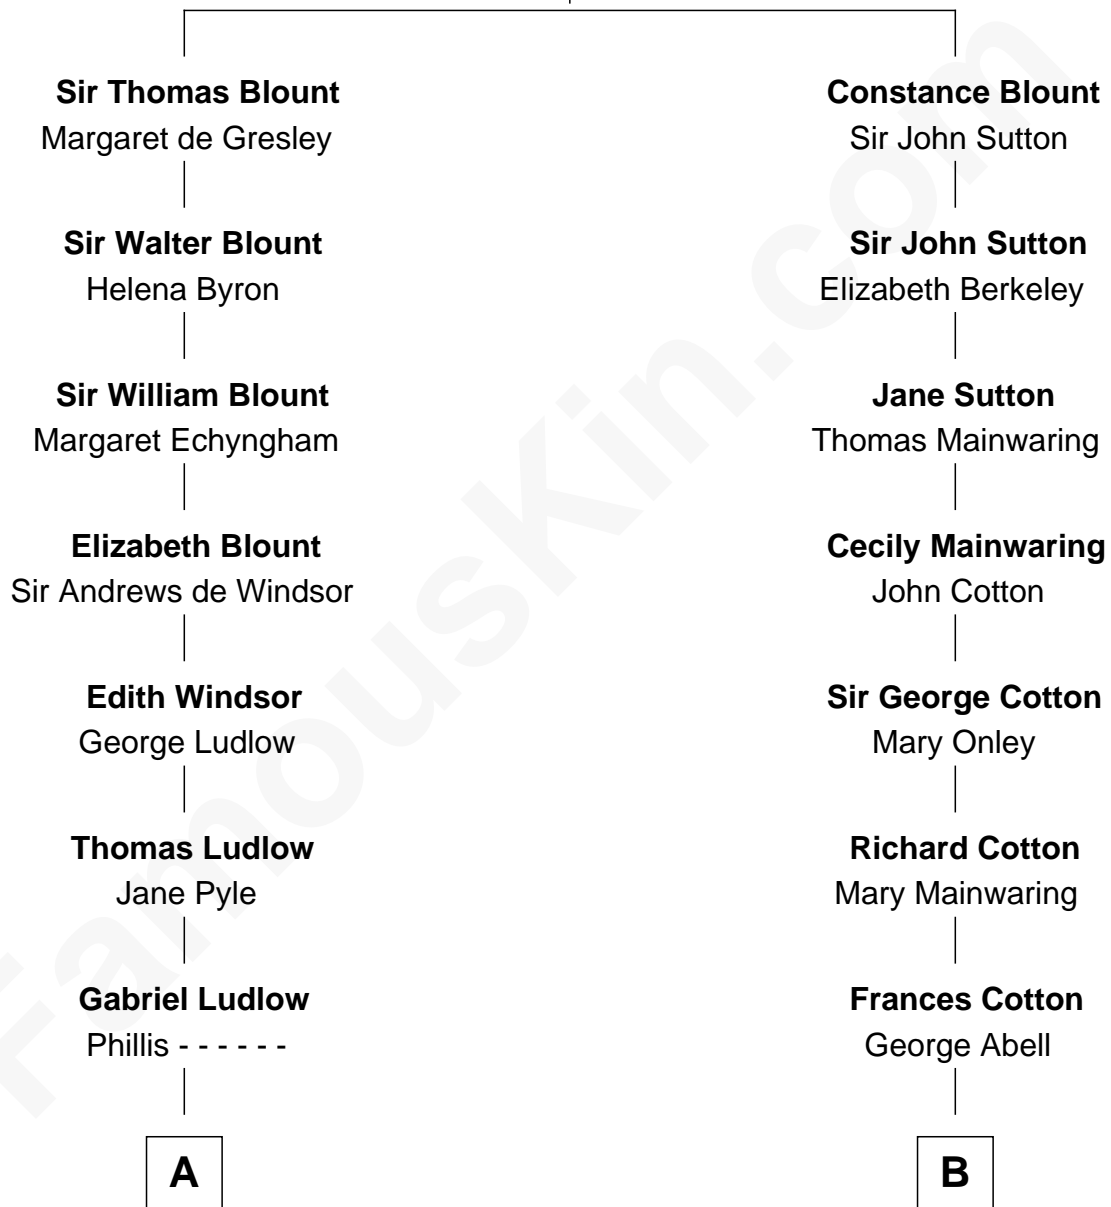 Sir Thomas Blount
Margaret de Gresley
Sir Walter Blount
Helena Byron
Sir William Blount
Margaret Echyngham
Elizabeth Blount
Sir Andrews de Windsor
Edith Windsor
George Ludlow
Thomas Ludlow
Jane Pyle
Gabriel Ludlow
Phillis - - - - - -
A
Constance Blount
Sir John Sutton
Sir John Sutton
Elizabeth Berkeley
Jane Sutton
Thomas Mainwaring
Cecily Mainwaring
John Cotton
Sir George Cotton
Mary Onley
Richard Cotton
Mary Mainwaring
Frances Cotton
George Abell
B
FamousKin.com